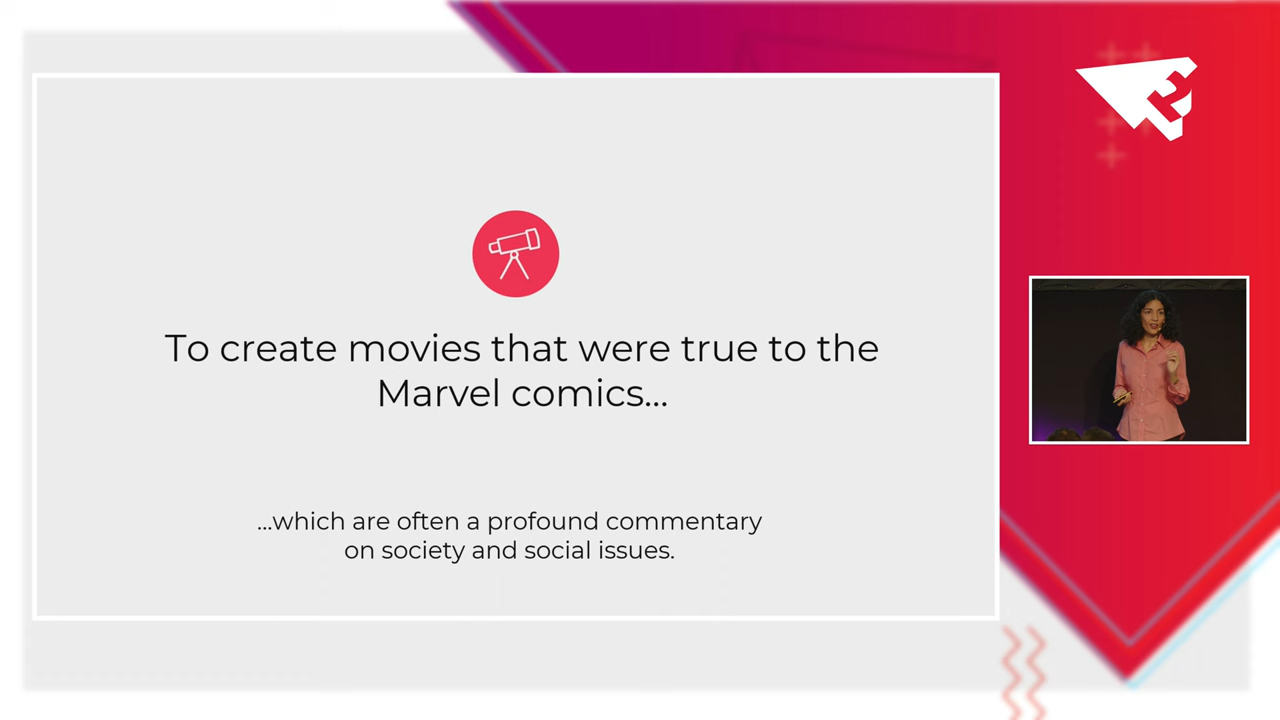 To create movies that were true to the
Marvel comics...
...which are often a profound commentary
on society and social issues.